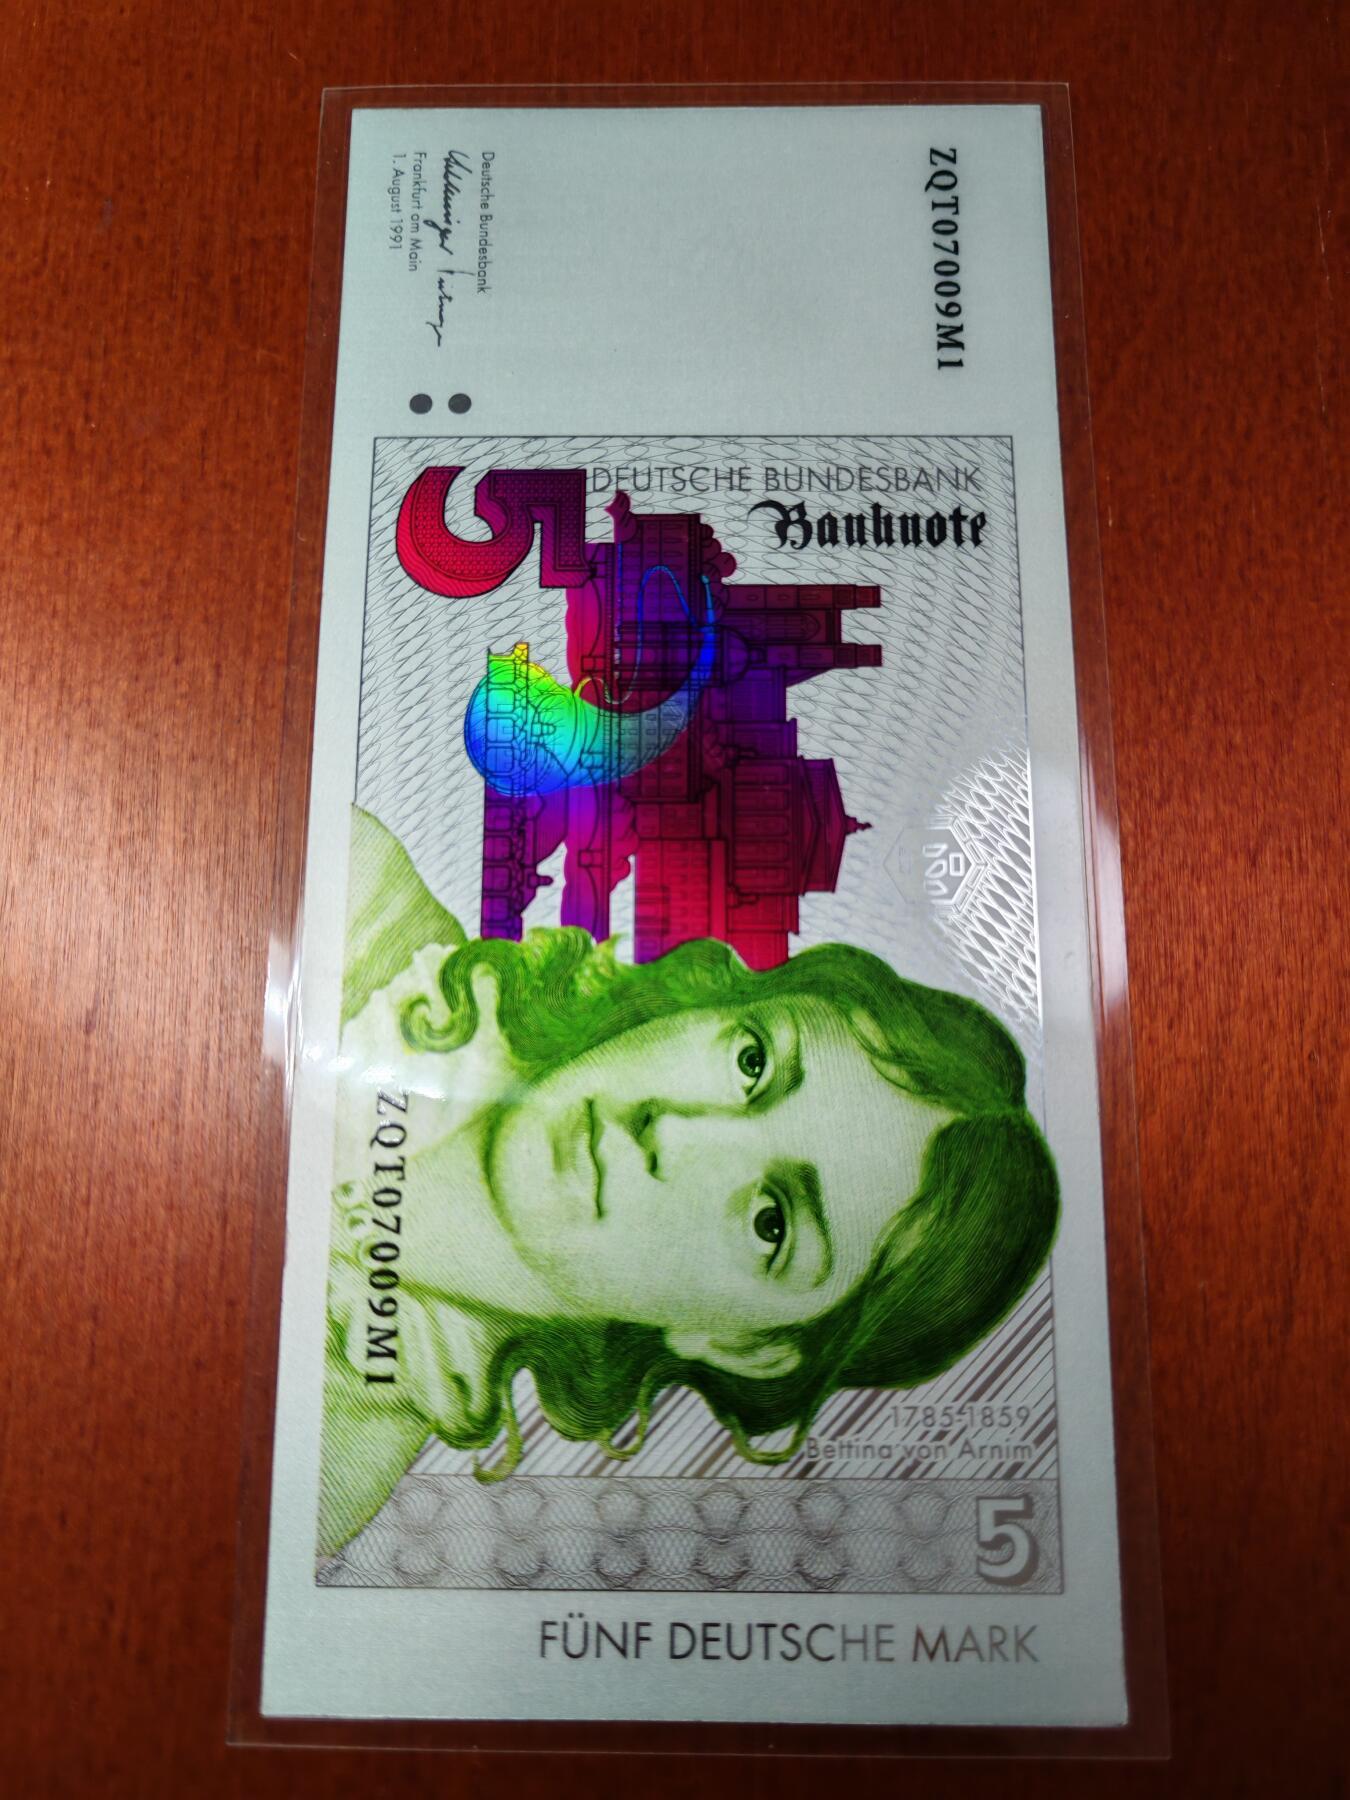 ZQT07009M1
Deutsche Bundesbank
Frankfurt am Main
1. August 1991
DEUTSCHE BUNDESBANK
Banknote
5
ZQT07009M1
1785-1859
Bettina von Arnim
5
FÜNF DEUTSCHE MARK